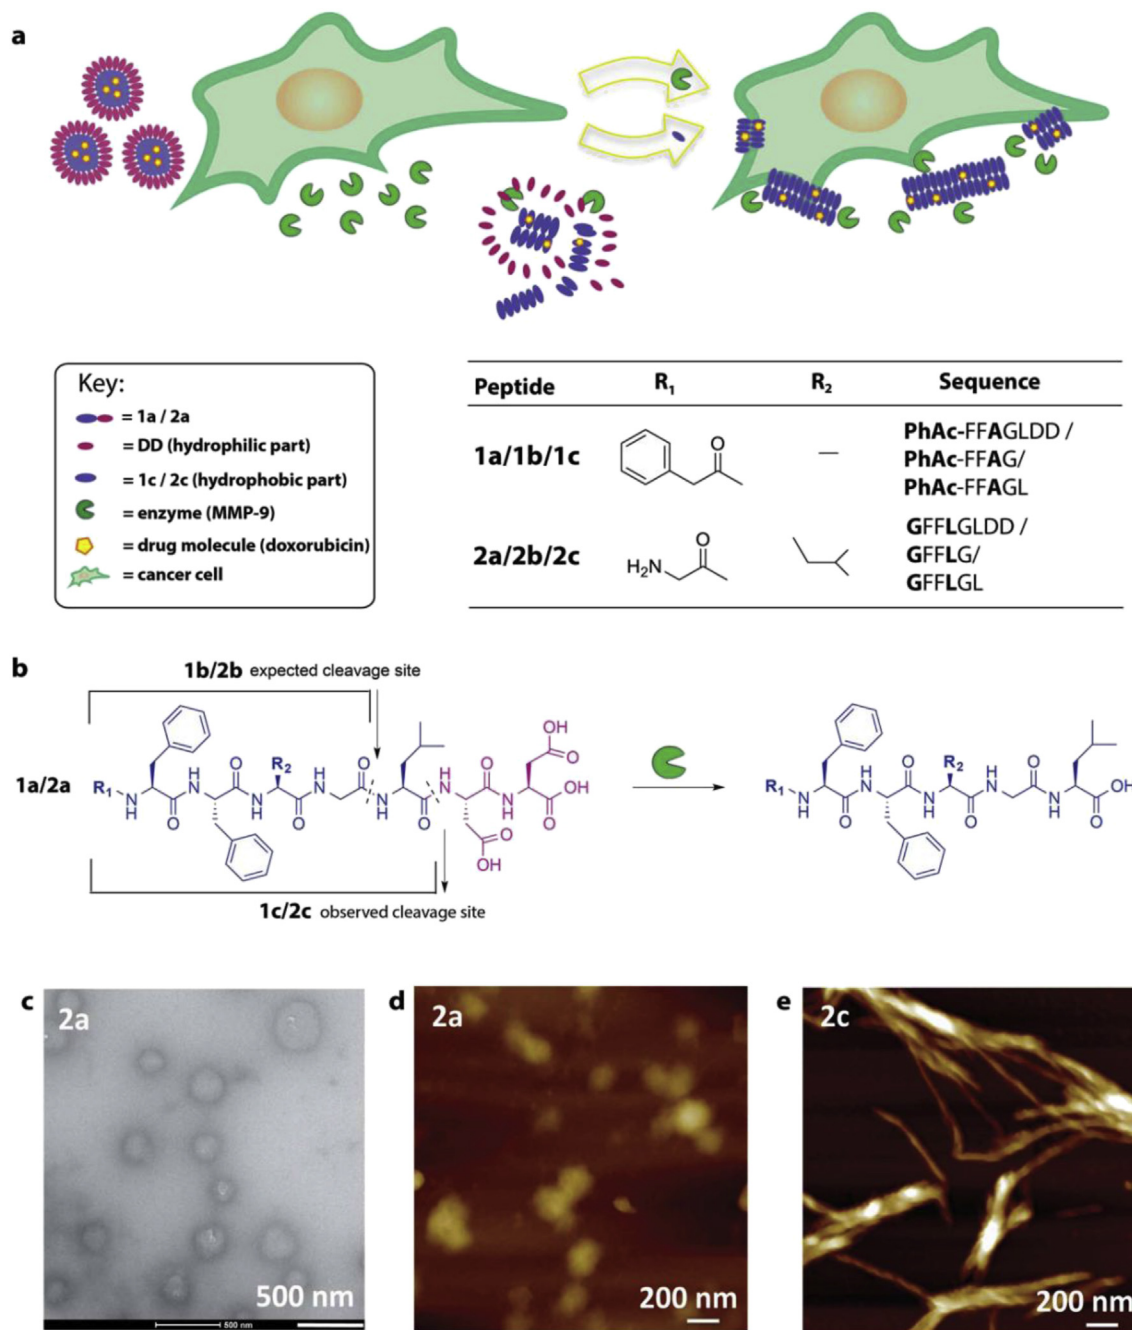 a
Key:
= 1a / 2a
= DD (hydrophilic part)
= 1c / 2c (hydrophobic part)
= enzyme (MMP-9)
= drug molecule (doxorubicin)
= cancer cell
Peptide R1 R2 Sequence
1a/1b/1c O — PhAc-FFAGLDD /
PhAc-FFAG/
PhAc-FFAGL
2a/2b/2c H2N O GFFLGLDD /
GFFLG/
GFFLGL
b
1b/2b expected cleavage site
1a/2a R1 N H O H N O N H R2 O H N O N H O H N O OH O N H O OH O OH
1c/2c observed cleavage site
R1 N H O H N O N H R2 O H N O N H O OH
c 2a 500 nm
500 nm
d 2a 200 nm
e 2c 200 nm